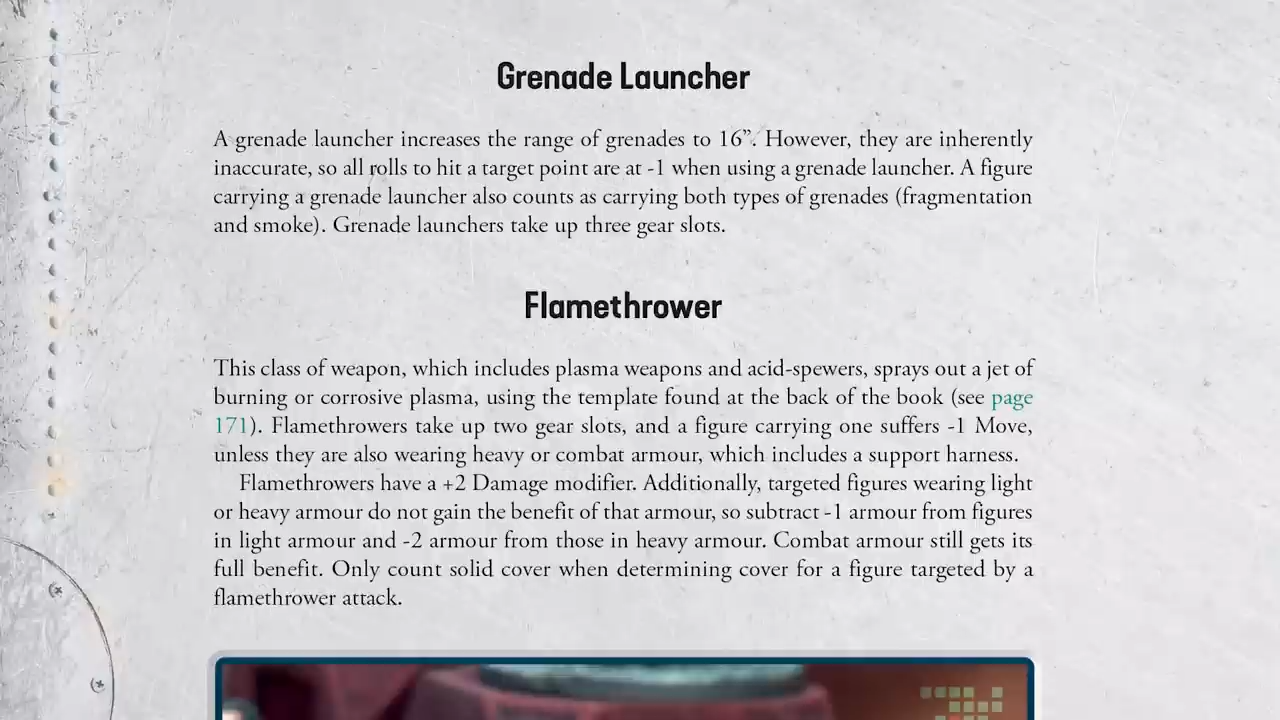 Grenade Launcher
A grenade launcher increases the range of grenades to 16”. However, they are inherently
inaccurate, so all rolls to hit a target point are at -1 when using a grenade launcher. A figure
carrying a grenade launcher also counts as carrying both types of grenades (fragmentation
and smoke). Grenade launchers take up three gear slots.
Flamethrower
This class of weapon, which includes plasma weapons and acid-spewers, sprays out a jet of
burning or corrosive plasma, using the template found at the back of the book (see page
171). Flamethrowers take up two gear slots, and a figure carrying one suffers -1 Move,
unless they are also wearing heavy or combat armour, which includes a support harness.
Flamethrowers have a +2 Damage modifier. Additionally, targeted figures wearing light
or heavy armour do not gain the benefit of that armour, so subtract -1 armour from figures
in light armour and -2 armour from those in heavy armour. Combat armour still gets its
full benefit. Only count solid cover when determining cover for a figure targeted by a
flamethrower attack.